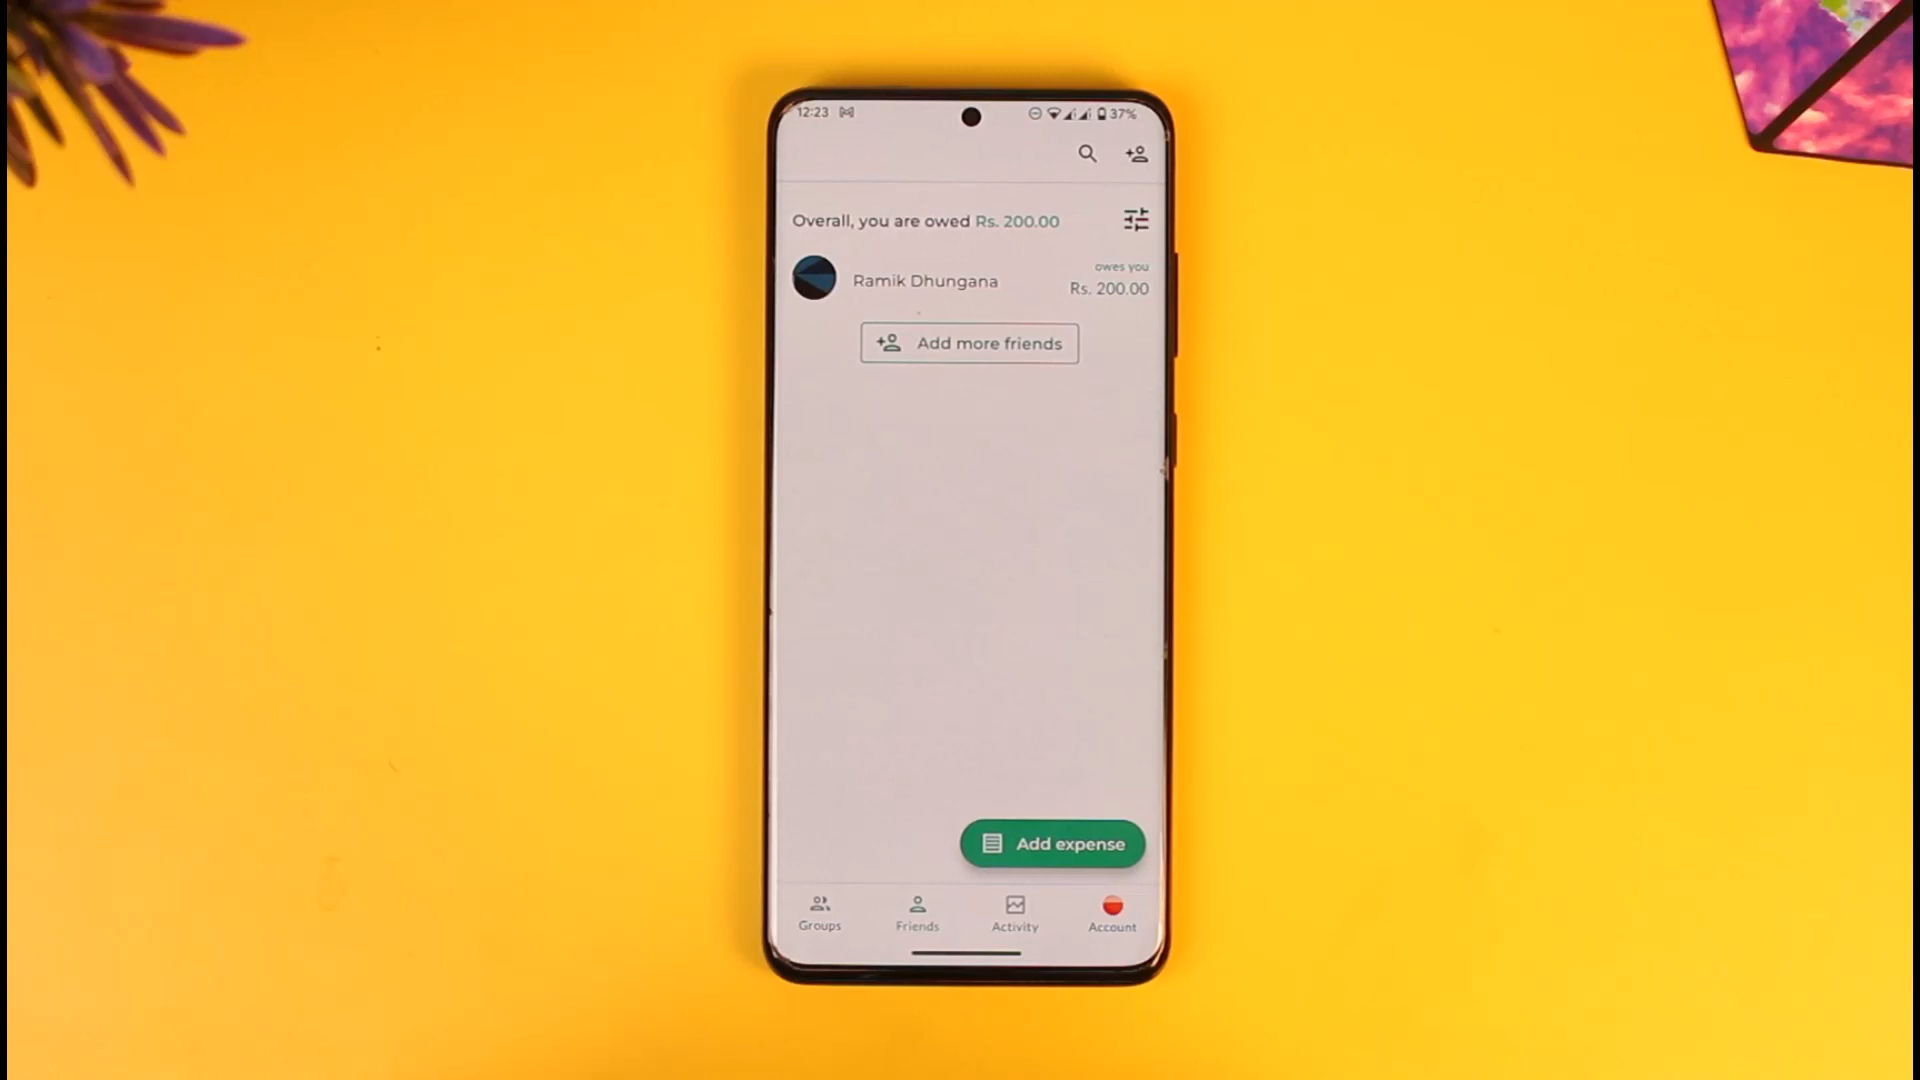 12:23
37%
Overall, you are owed Rs. 200.00
owes you
Ramik Dhungana
Rs. 200.00
Add more friends
Add expense
Groups
Friends
Activity
Account